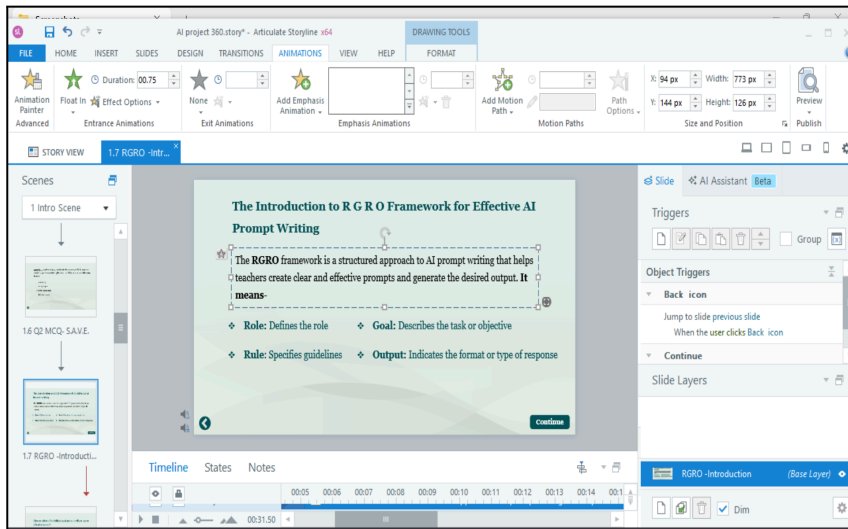 AI project 360.story* - Articulate Storyline x64
DRAWING TOOLS
FILE HOME INSERT SLIDES DESIGN TRANSITIONS ANIMATIONS VIEW HELP FORMAT
Animation Painter
Float In
Duration: 00.75
Effect Options
None
Add Emphasis Animation
Add Motion Path
Path Options
X: 94 px Width: 773 px
Y: 144 px Height: 126 px
Preview
Advanced Entrance Animations Exit Animations Emphasis Animations Motion Paths Size and Position Publish
STORY VIEW 1.7 RGRO -Intr...
Scenes
1 Intro Scene
1.6 Q2 MCQ- S.A.V.E.
1.7 RGRO -Introducti...
The Introduction to R G R O Framework for Effective AI
Prompt Writing
The RGRO framework is a structured approach to AI prompt writing that helps
teachers create clear and effective prompts and generate the desired output. It
means-
❖ Role: Defines the role ❖ Goal: Describes the task or objective
❖ Rule: Specifies guidelines ❖ Output: Indicates the format or type of response
Continue
Slide AI Assistant Beta
Triggers
Group
Object Triggers
Back icon
Jump to slide previous slide
When the user clicks Back icon
Continue
Slide Layers
RGRO -Introduction (Base Layer)
Dim
Timeline States Notes
00:05 00:06 00:07 00:08 00:09 00:10 00:11 00:12 00:13 00:14
00:31.50